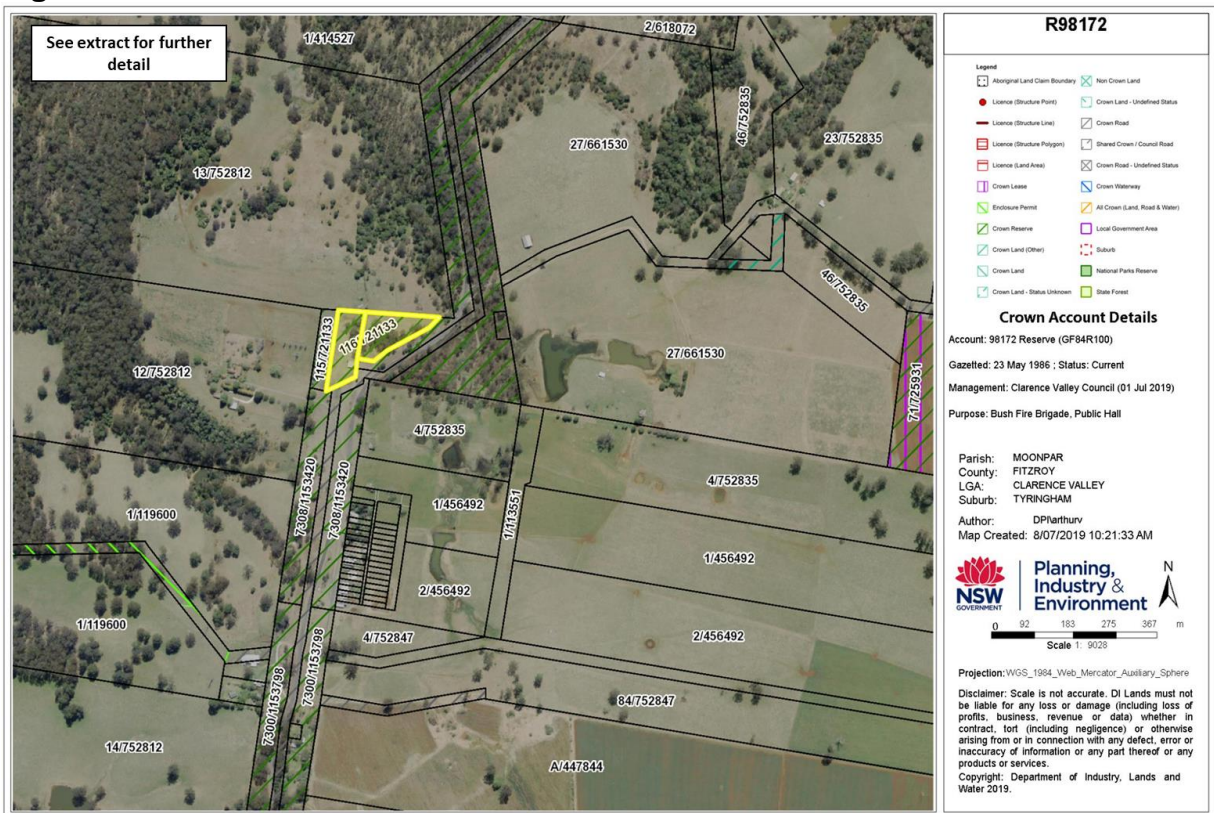 See extract for further
detail
1/414527
2/618072
46/752835
23/752835
27/661530
13/752812
46/752835
115/721133
116/721133
27/661530
71/725931
12/752812
4/752835
4/752835
7308/1153420
7308/1153420
1/456492
1/113551
1/119600
1/456492
2/456492
1/119600
2/456492
4/752847
7300/1153798
7300/1153798
84/752847
14/752812
A/447844
R98172
Legend
Aboriginal Land Claim Boundary
Non Crown Land
Licence (Structure Point)
Crown Land - Undefined Status
Licence (Structure Line)
Crown Road
Licence (Structure Polygon)
Shared Crown / Council Road
Licence (Land Area)
Crown Road - Undefined Status
Crown Lease
Crown Waterway
Enclosure Permit
All Crown (Land, Road & Water)
Crown Reserve
Local Government Area
Crown Land (Other)
Suburb
Crown Land
National Parks Reserve
Crown Land - Status Unknown
State Forest
Crown Account Details
Account: 98172 Reserve (GF84R100)
Gazetted: 23 May 1986 ; Status: Current
Management: Clarence Valley Council (01 Jul 2019)
Purpose: Bush Fire Brigade, Public Hall
Parish: MOONPAR
County: FITZROY
LGA: CLARENCE VALLEY
Suburb: TYRINGHAM
Author: DPI\arthurv
Map Created: 8/07/2019 10:21:33 AM
NSW
GOVERNMENT
Planning,
Industry &
Environment
N
0 92 183 275 367 m
Scale 1: 9028
Projection: WGS_1984_Web_Mercator_Auxiliary_Sphere
Disclaimer: Scale is not accurate. DI Lands must not
be liable for any loss or damage (including loss of
profits, business, revenue or data) whether in
contract, tort (including negligence) or otherwise
arising from or in connection with any defect, error or
inaccuracy of information or any part thereof or any
products or services.
Copyright: Department of Industry, Lands and
Water 2019.